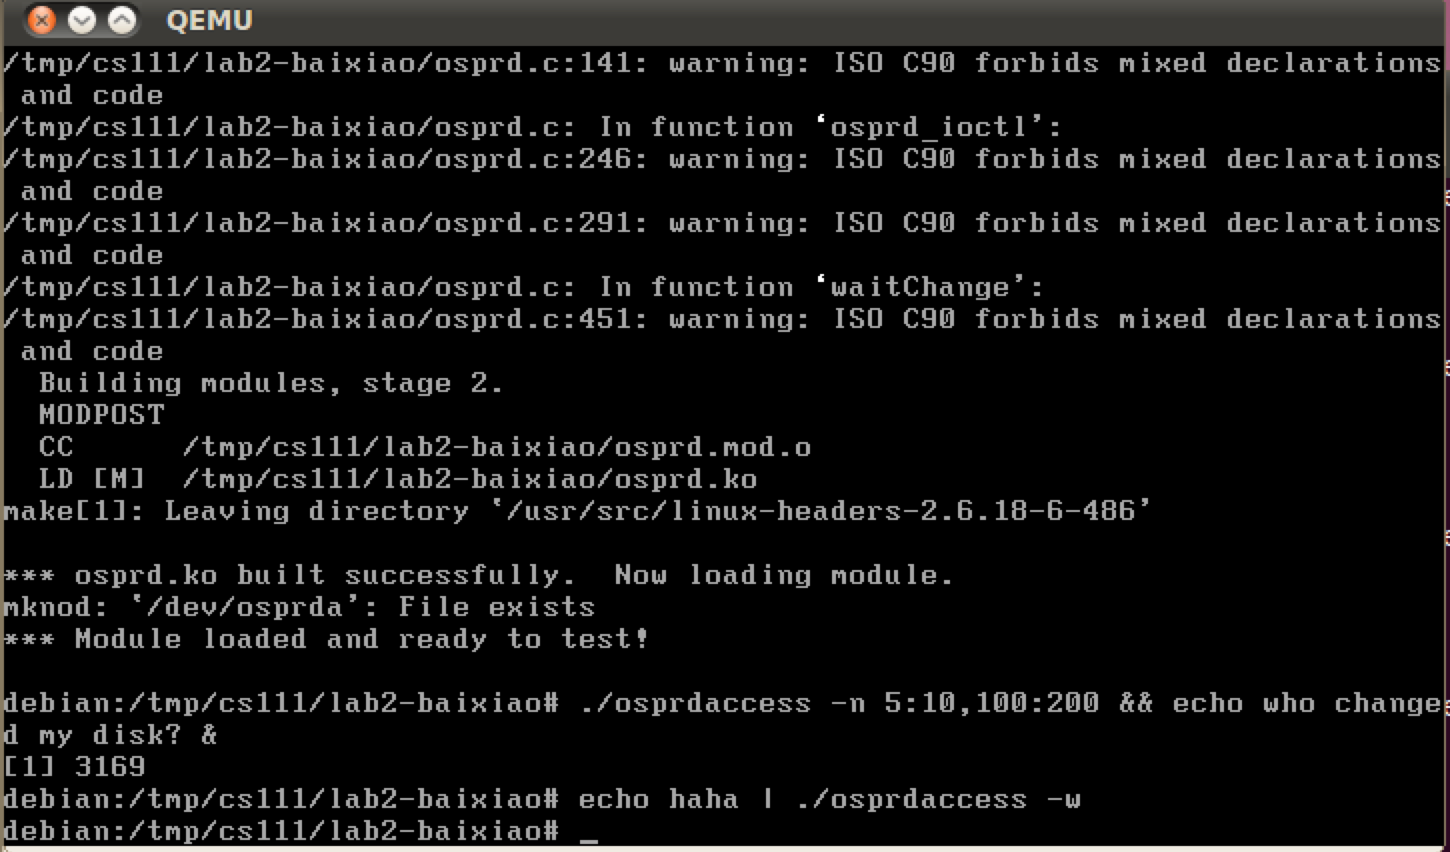 QEMU
/tmp/cs111/lab2-baixiao/osprd.c:141: warning: ISO C90 forbids mixed declarations
 and code
/tmp/cs111/lab2-baixiao/osprd.c: In function ‘osprd_ioctl’:
/tmp/cs111/lab2-baixiao/osprd.c:246: warning: ISO C90 forbids mixed declarations
 and code
/tmp/cs111/lab2-baixiao/osprd.c:291: warning: ISO C90 forbids mixed declarations
 and code
/tmp/cs111/lab2-baixiao/osprd.c: In function ‘waitChange’:
/tmp/cs111/lab2-baixiao/osprd.c:451: warning: ISO C90 forbids mixed declarations
 and code
  Building modules, stage 2.
  MODPOST
  CC      /tmp/cs111/lab2-baixiao/osprd.mod.o
  LD [M]  /tmp/cs111/lab2-baixiao/osprd.ko
make[1]: Leaving directory `/usr/src/linux-headers-2.6.18-6-486'

*** osprd.ko built successfully.  Now loading module.
mknod: `/dev/osprda': File exists
*** Module loaded and ready to test!

debian:/tmp/cs111/lab2-baixiao# ./osprdaccess -n 5:10,100:200 && echo who change
d my disk? &
[1] 3169
debian:/tmp/cs111/lab2-baixiao# echo haha | ./osprdaccess -w
debian:/tmp/cs111/lab2-baixiao# _